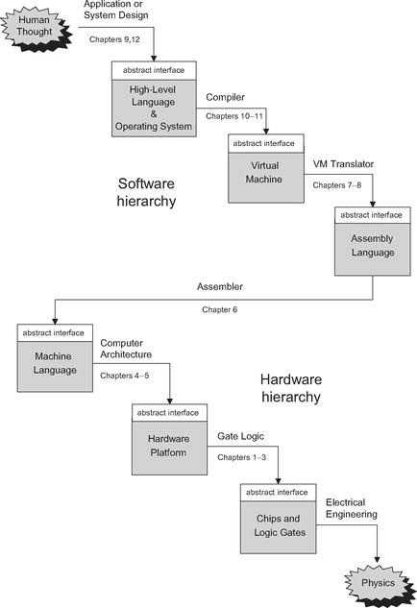 Human
Thought
Application or
System Design
Chapters 9,12
abstract interface
High-Level
Language
&
Operating System
Compiler
Chapters 10–11
abstract interface
Virtual
Machine
VM Translator
Chapters 7–8
Software
hierarchy
abstract interface
Assembly
Language
Assembler
Chapter 6
abstract interface
Machine
Language
Computer
Architecture
Chapters 4–5
Hardware
hierarchy
abstract interface
Hardware
Platform
Gate Logic
Chapters 1–3
abstract interface
Chips and
Logic Gates
Electrical
Engineering
Physics